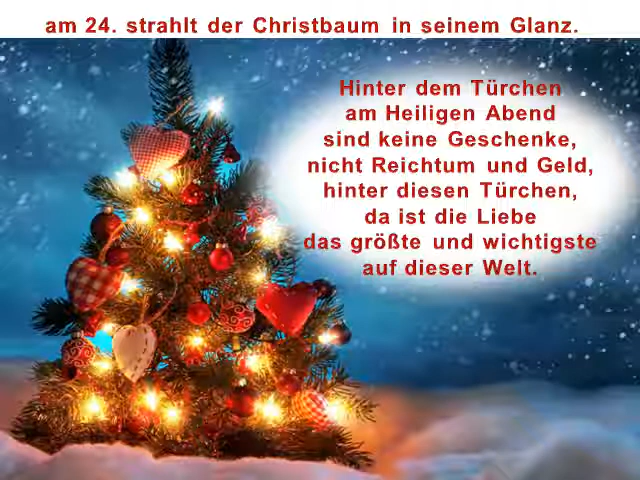 am 24. strahlt der Christbaum in seinem Glanz.
Hinter dem Türchen
am Heiligen Abend
sind keine Geschenke,
nicht Reichtum und Geld,
hinter diesen Türchen,
da ist die Liebe
das größte und wichtigste
auf dieser Welt.